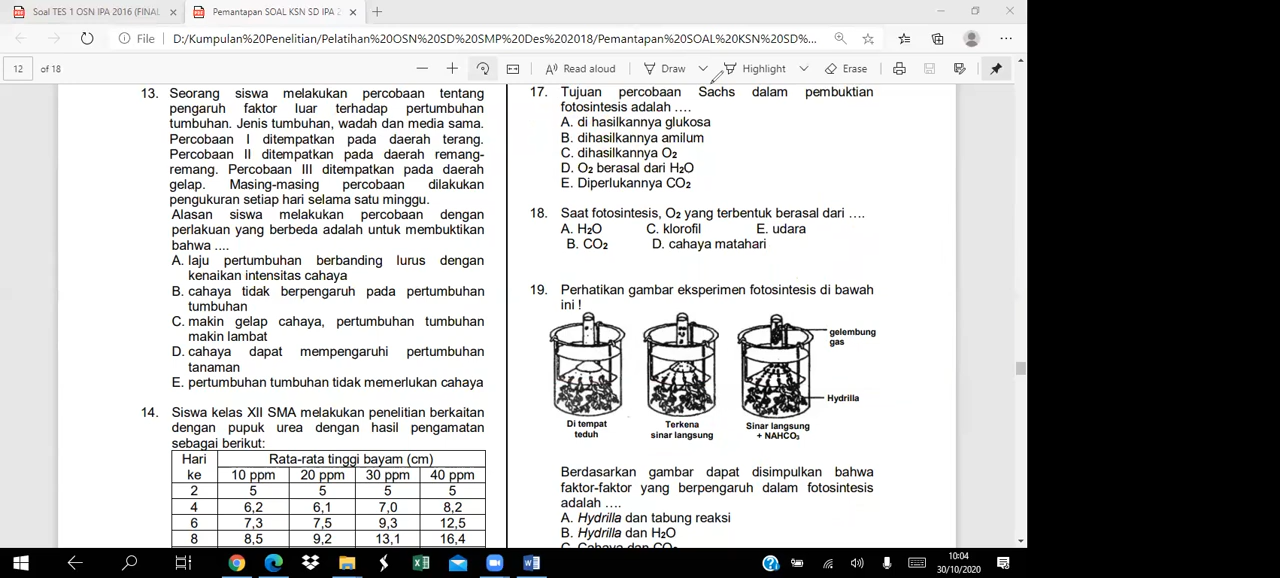 Soal TES 1 OSN IPA 2016 (FINAL
Pemantapan SOAL KSN SD IPA 2
File
D:/Kumpulan%20Penelitian/Pelatihan%20OSN%20SD%20SMP%20Des%202018/Pemantapan%20SOAL%20KSN%20SD%...
12 of 18
Read aloud
Draw
Highlight
Erase
13. Seorang siswa melakukan percobaan tentang
pengaruh faktor luar terhadap pertumbuhan
tumbuhan. Jenis tumbuhan, wadah dan media sama.
Percobaan I ditempatkan pada daerah terang.
Percobaan II ditempatkan pada daerah remang-
remang. Percobaan III ditempatkan pada daerah
gelap. Masing-masing percobaan dilakukan
pengukuran setiap hari selama satu minggu.
Alasan siswa melakukan percobaan dengan
perlakuan yang berbeda adalah untuk membuktikan
bahwa ....
A. laju pertumbuhan berbanding lurus dengan
kenaikan intensitas cahaya
B. cahaya tidak berpengaruh pada pertumbuhan
tumbuhan
C. makin gelap cahaya, pertumbuhan tumbuhan
makin lambat
D. cahaya dapat mempengaruhi pertumbuhan
tanaman
E. pertumbuhan tumbuhan tidak memerlukan cahaya
14. Siswa kelas XII SMA melakukan penelitian berkaitan
dengan pupuk urea dengan hasil pengamatan
sebagai berikut:
Hari ke
Rata-rata tinggi bayam (cm)
10 ppm 20 ppm 30 ppm 40 ppm
2 5 5 5 5
4 6,2 6,1 7,0 8,2
6 7,3 7,5 9,3 12,5
8 8,5 9,2 13,1 16,4
17. Tujuan percobaan Sachs dalam pembuktian
fotosintesis adalah ....
A. di hasilkannya glukosa
B. dihasilkannya amilum
C. dihasilkannya O₂
D. O₂ berasal dari H₂O
E. Diperlukannya CO₂
18. Saat fotosintesis, O₂ yang terbentuk berasal dari ....
A. H₂O C. klorofil E. udara
B. CO₂ D. cahaya matahari
19. Perhatikan gambar eksperimen fotosintesis di bawah
ini !
gelembung
gas
Hydrilla
Di tempat
teduh
Terkena
sinar langsung
Sinar langsung
+ NAHCO₃
Berdasarkan gambar dapat disimpulkan bahwa
faktor-faktor yang berpengaruh dalam fotosintesis
adalah ....
A. Hydrilla dan tabung reaksi
B. Hydrilla dan H₂O
C. Cahaya dan CO₂
10:04
30/10/2020